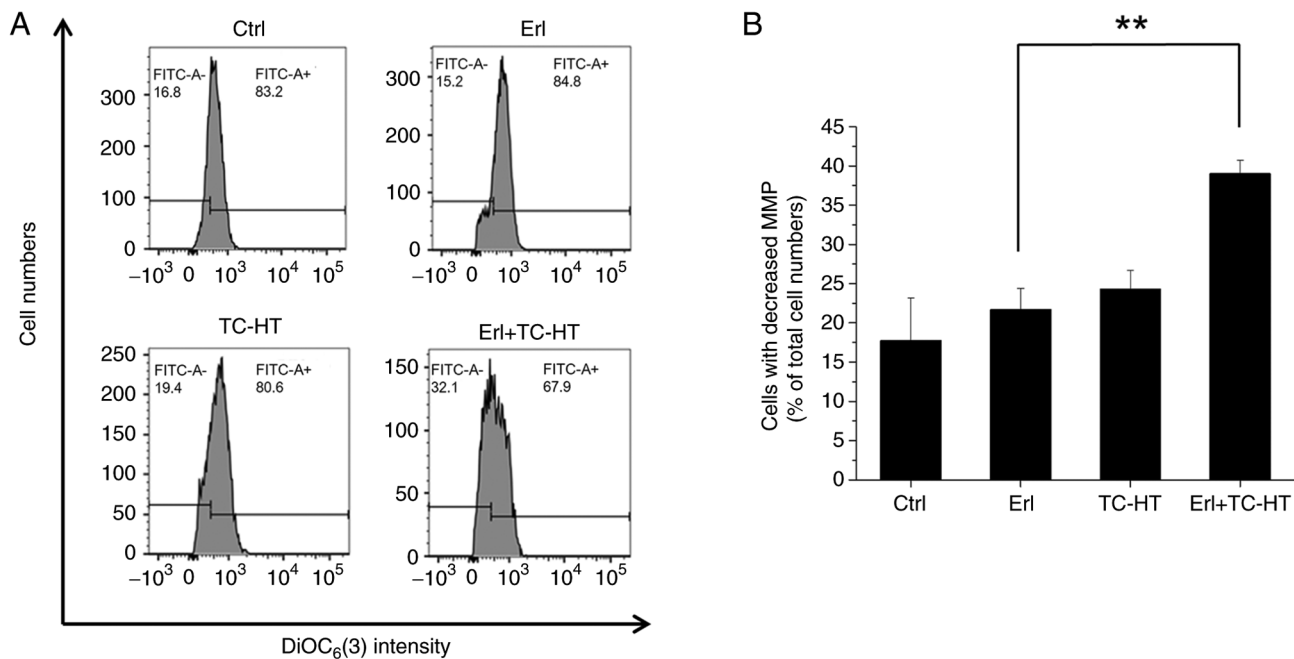 A
Cell numbers
Ctrl
FITC-A- FITC-A+
16.8 83.2
300
200
100
0
−10³ 0 10³ 10⁴ 10⁵
Erl
FITC-A- FITC-A+
15.2 84.8
300
200
100
0
−10³ 0 10³ 10⁴ 10⁵
TC-HT
FITC-A- FITC-A+
19.4 80.6
250
200
150
100
50
0
−10³ 0 10³ 10⁴ 10⁵
Erl+TC-HT
FITC-A- FITC-A+
32.1 67.9
150
100
50
0
−10³ 0 10³ 10⁴ 10⁵
DiOC₆(3) intensity
B
**
Cells with decreased MMP
(% of total cell numbers)
45
40
35
30
25
20
15
10
5
0
Ctrl Erl TC-HT Erl+TC-HT